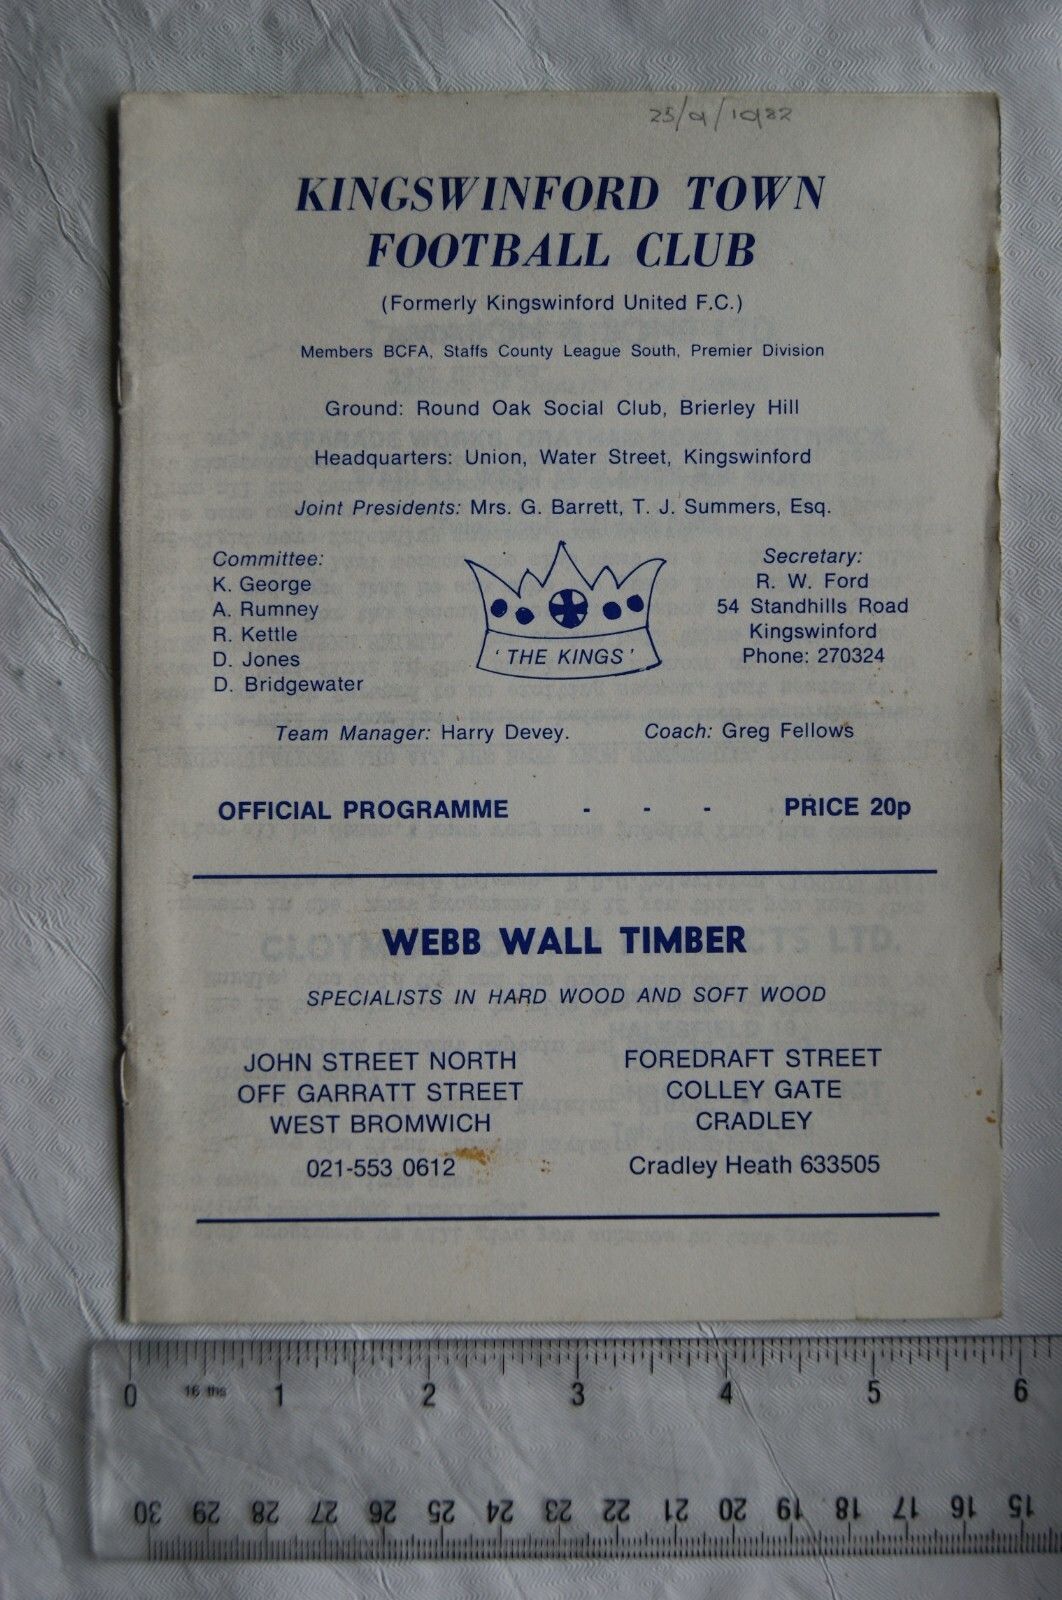 25/9/1982
KINGSWINFORD TOWN
FOOTBALL CLUB
(Formerly Kingswinford United F.C.)
Members BCFA, Staffs County League South, Premier Division
Ground: Round Oak Social Club, Brierley Hill
Headquarters: Union, Water Street, Kingswinford
Joint Presidents: Mrs. G. Barrett, T. J. Summers, Esq.
Committee:
K. George
A. Rumney
R. Kettle
D. Jones
D. Bridgewater
'THE KINGS'
Secretary:
R. W. Ford
54 Standhills Road
Kingswinford
Phone: 270324
Team Manager: Harry Devey. Coach: Greg Fellows
OFFICIAL PROGRAMME - - - PRICE 20p
WEBB WALL TIMBER
SPECIALISTS IN HARD WOOD AND SOFT WOOD
JOHN STREET NORTH
OFF GARRATT STREET
WEST BROMWICH
021-553 0612
FOREDRAFT STREET
COLLEY GATE
CRADLEY
Cradley Heath 633505
0 16 ths 1 2 3 4 5 6
30 29 28 27 26 25 24 23 22 21 20 19 18 17 16 15